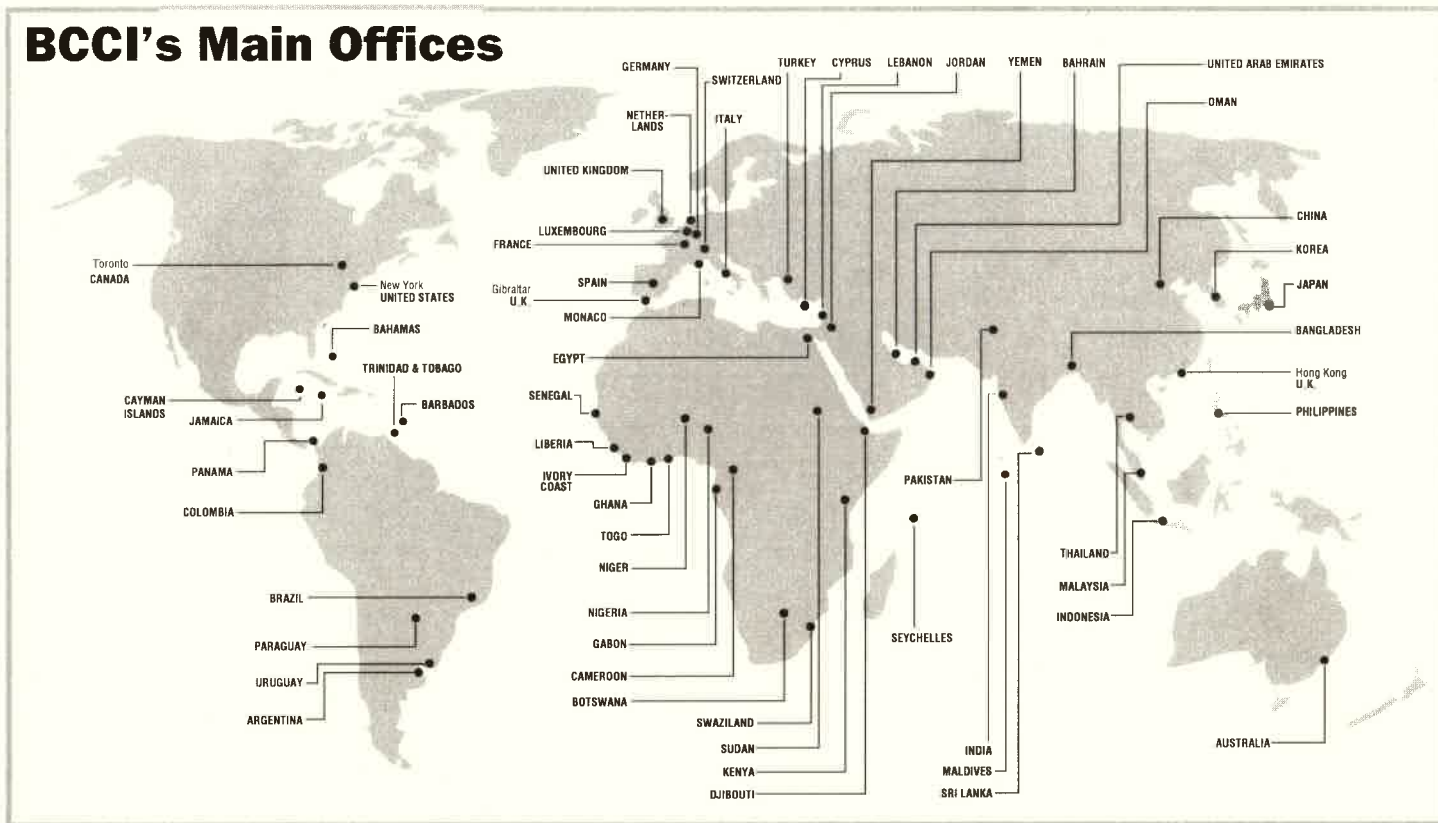 BCCI's Main Offices
GERMANY
SWITZERLAND
TURKEY
CYPRUS
LEBANON
JORDAN
YEMEN
BAHRAIN
UNITED ARAB EMIRATES
OMAN
NETHER-
LANDS
ITALY
UNITED KINGDOM
LUXEMBOURG
FRANCE
SPAIN
Gibraltar
U.K.
MONACO
EGYPT
CHINA
KOREA
JAPAN
BANGLADESH
Hong Kong
U.K.
PHILIPPINES
Toronto
CANADA
New York
UNITED STATES
BAHAMAS
TRINIDAD & TOBAGO
CAYMAN
ISLANDS
JAMAICA
BARBADOS
PANAMA
COLOMBIA
BRAZIL
PARAGUAY
URUGUAY
ARGENTINA
SENEGAL
LIBERIA
IVORY
COAST
GHANA
TOGO
NIGER
NIGERIA
GABON
CAMEROON
BOTSWANA
SWAZILAND
SUDAN
KENYA
DJIBOUTI
PAKISTAN
SEYCHELLES
INDIA
MALDIVES
SRI LANKA
THAILAND
MALAYSIA
INDONESIA
AUSTRALIA